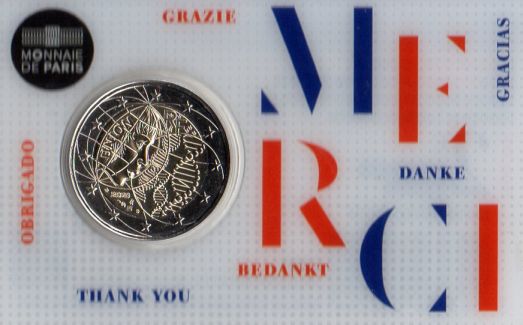 GRAZIE
MONNAIE
DE PARIS
MERCI
GRACIAS
OBRIGADO
DANKE
BEDANKT
THANK YOU